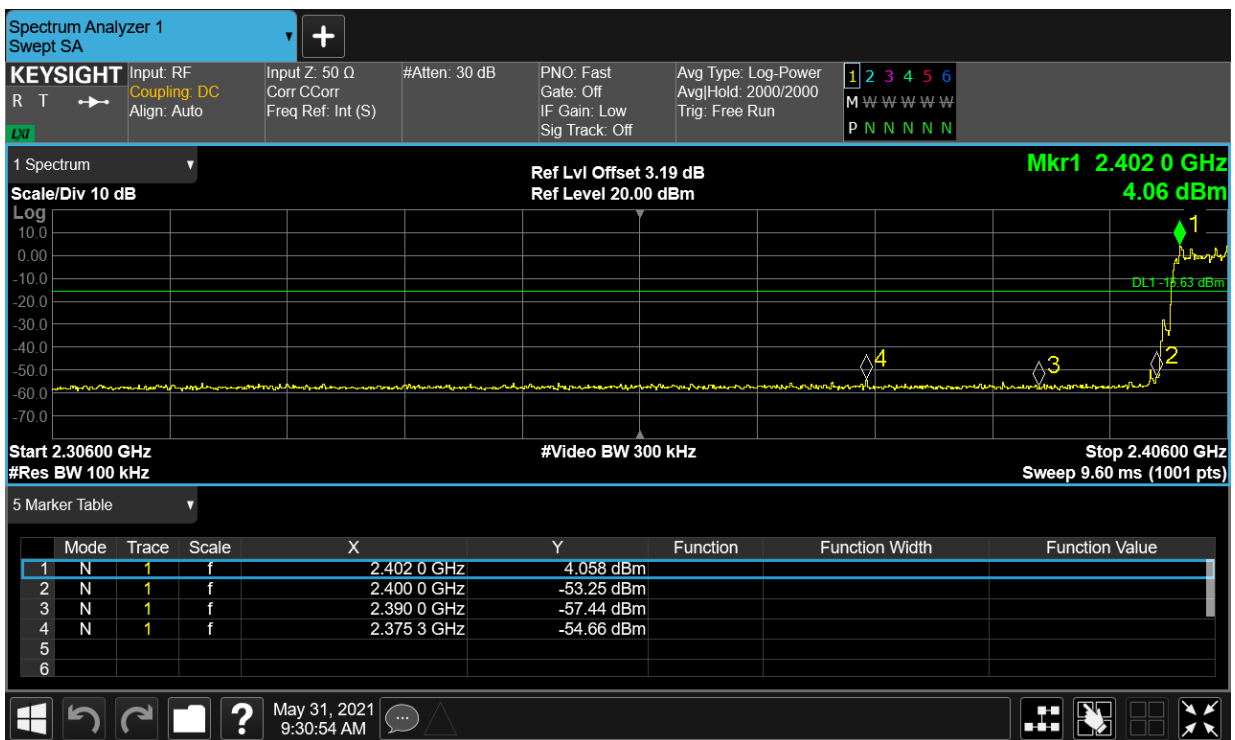 Spectrum Analyzer 1
Swept SA
KEYSIGHT
R T
LXI
Input: RF
Coupling: DC
Align: Auto
Input Z: 50 Ω
Corr CCorr
Freq Ref: Int (S)
#Atten: 30 dB
PNO: Fast
Gate: Off
IF Gain: Low
Sig Track: Off
Avg Type: Log-Power
Avg|Hold: 2000/2000
Trig: Free Run
1 2 3 4 5 6
M W W W W W
P N N N N N
1 Spectrum
Scale/Div 10 dB
Ref Lvl Offset 3.19 dB
Ref Level 20.00 dBm
Mkr1 2.402 0 GHz
4.06 dBm
Log
10.0
0.00
-10.0
-20.0
-30.0
-40.0
-50.0
-60.0
-70.0
1
DL1 -15.63 dBm
4
3
2
Start 2.30600 GHz
#Res BW 100 kHz
#Video BW 300 kHz
Stop 2.40600 GHz
Sweep 9.60 ms (1001 pts)
5 Marker Table
Mode Trace Scale X Y Function Function Width Function Value
1 N 1 f 2.402 0 GHz 4.058 dBm
2 N 1 f 2.400 0 GHz -53.25 dBm
3 N 1 f 2.390 0 GHz -57.44 dBm
4 N 1 f 2.375 3 GHz -54.66 dBm
5
6
?
May 31, 2021
9:30:54 AM